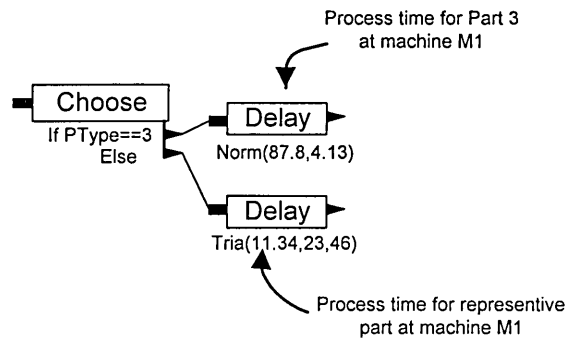 Process time for Part 3
at machine M1
Choose
If PType==3
Else
Delay
Norm(87.8,4.13)
Delay
Tria(11.34,23,46)
Process time for representive
part at machine M1